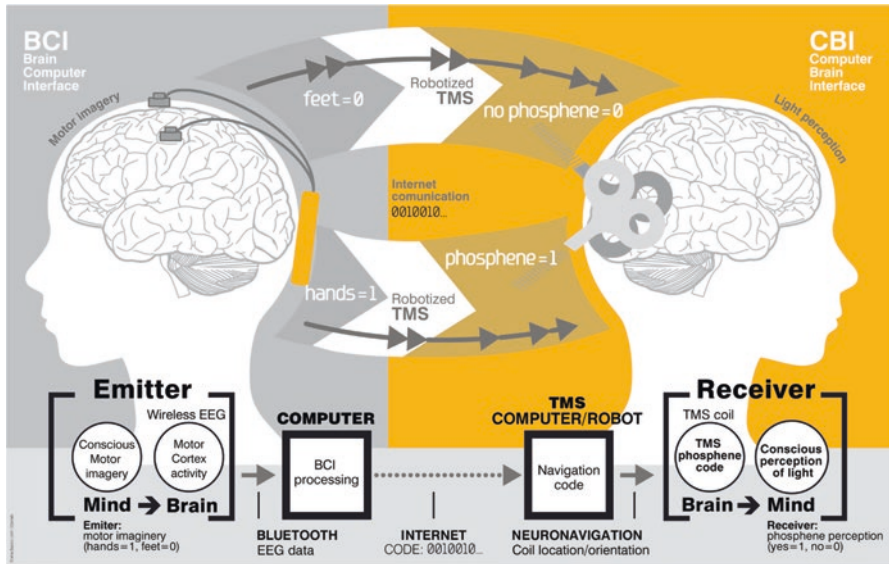 BCI
Brain
Computer
Interface
CBI
Computer
Brain
Interface
Motor imagery
Light perception
feet=0
Robotized
TMS
no phosphene=0
Internet
comunication
0010010...
hands=1
Robotized
TMS
phosphene=1
Emitter
Wireless EEG
Conscious
Motor
imagery
Motor
Cortex
activity
Mind
Brain
Emiter:
motor imaginery
(hands=1, feet=0)
COMPUTER
BCI
processing
BLUETOOTH
EEG data
INTERNET
CODE: 0010010...
TMS
COMPUTER/ROBOT
Navigation
code
NEURONAVIGATION
Coil location/orientation
Receiver
TMS coil
TMS
phosphene
code
Conscious
perception
of light
Brain
Mind
Receiver:
phosphene perception
(yes=1, no=0)